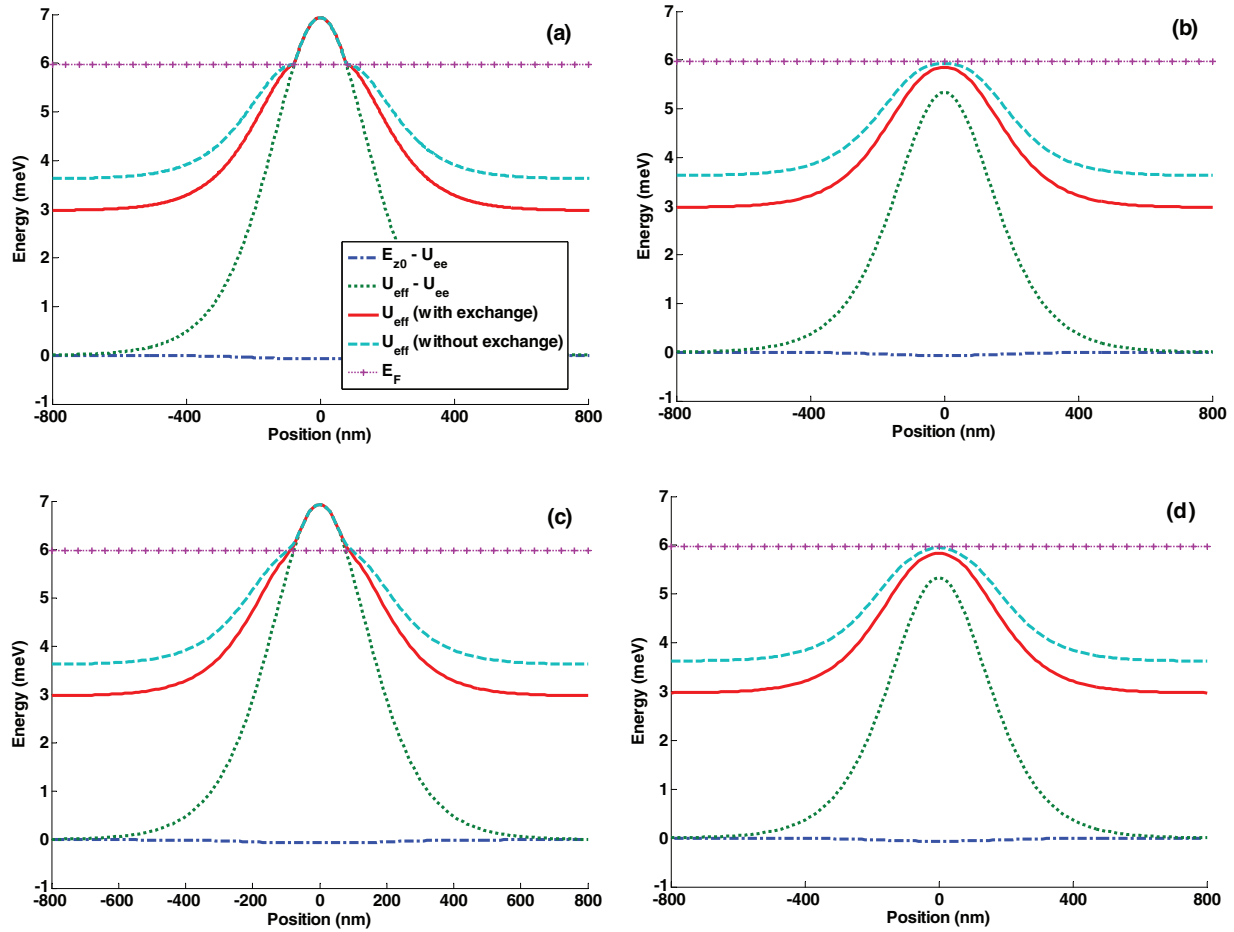 (a)
7
6
5
4
3
2
1
0
-1
Energy (meV)
-800 -400 0 400 800
Position (nm)
E_z0 - U_ee
U_eff - U_ee
U_eff (with exchange)
U_eff (without exchange)
E_F
(b)
7
6
5
4
3
2
1
0
-1
Energy (meV)
-800 -400 0 400 800
Position (nm)
(c)
7
6
5
4
3
2
1
0
-1
Energy (meV)
-800 -600 -400 -200 0 200 400 600 800
Position (nm)
(d)
7
6
5
4
3
2
1
0
-1
Energy (meV)
-800 -400 0 400 800
Position (nm)